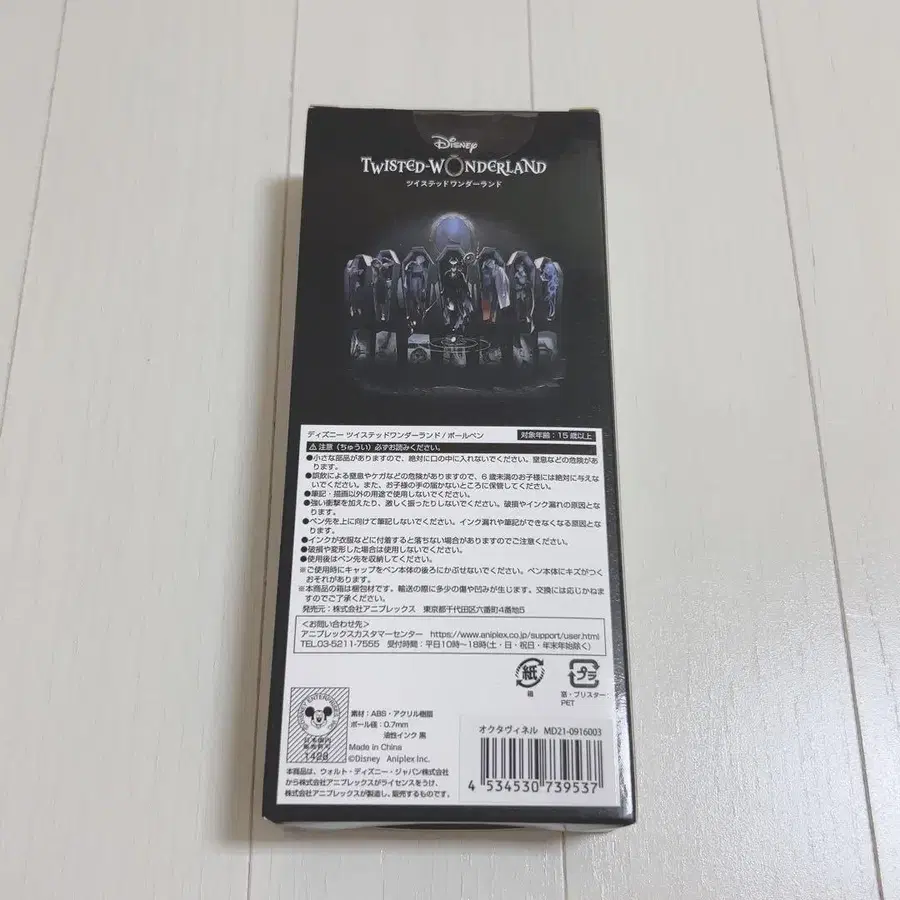 Disney
TWISTED-WONDERLAND
ツイステッドワンダーランド
ディズニー ツイステッドワンダーランド / ボールペン
対象年齢：15歳以上
⚠注意（ちゅうい）必ずお読みください。
●小さな部品がありますので、絶対に口の中に入れないでください。窒息などの危険があ
ります。
●誤飲による窒息やケガなどの危険がありますので、6歳未満のお子様には絶対に与えな
いでください。また、お子様の手の届かないところに保管してください。
●筆記・描画以外の用途で使用しないでください。
●強い衝撃を加えたり、激しく振ったりしないでください。破損やインク漏れの原因とな
ります。
●ペン先を上に向けて筆記しないでください。インク漏れや筆記ができなくなる原因とな
ります。
●インクが衣服などに付着すると落ちない場合がありますのでご注意ください。
●破損や変形した場合は使用しないでください。
●使用後はペン先を収納してください。
※ご使用時にキャップをペン本体の後ろにかぶせないでください。ペン本体にキズがつく
おそれがあります。
※本商品の箱は梱包材です。輸送の際に多少の傷や凹みが生じます。交換には応じかねま
すのでご了承ください。
発売元：株式会社アニプレックス 東京都千代田区六番町4番地5
＜お問い合わせ先＞
アニプレックスカスタマーセンター https://www.aniplex.co.jp/support/user.html
TEL.03-5211-7555 受付時間：平日10時～18時(土・日・祝日・年末年始除く)
紙
箱
プラ
窓・ブリスター
PET
日本国内
販売許可
1428
素材：ABS・アクリル樹脂
ボール径：0.7mm
油性インク 黒
Made in China
©Disney Aniplex Inc.
本商品は、ウォルト・ディズニー・ジャパン株式会社
から株式会社アニプレックスがライセンスをうけ、
株式会社アニプレックスが製造し、販売するものです。
オクタヴィネル MD21-0916003
4 534530 739537